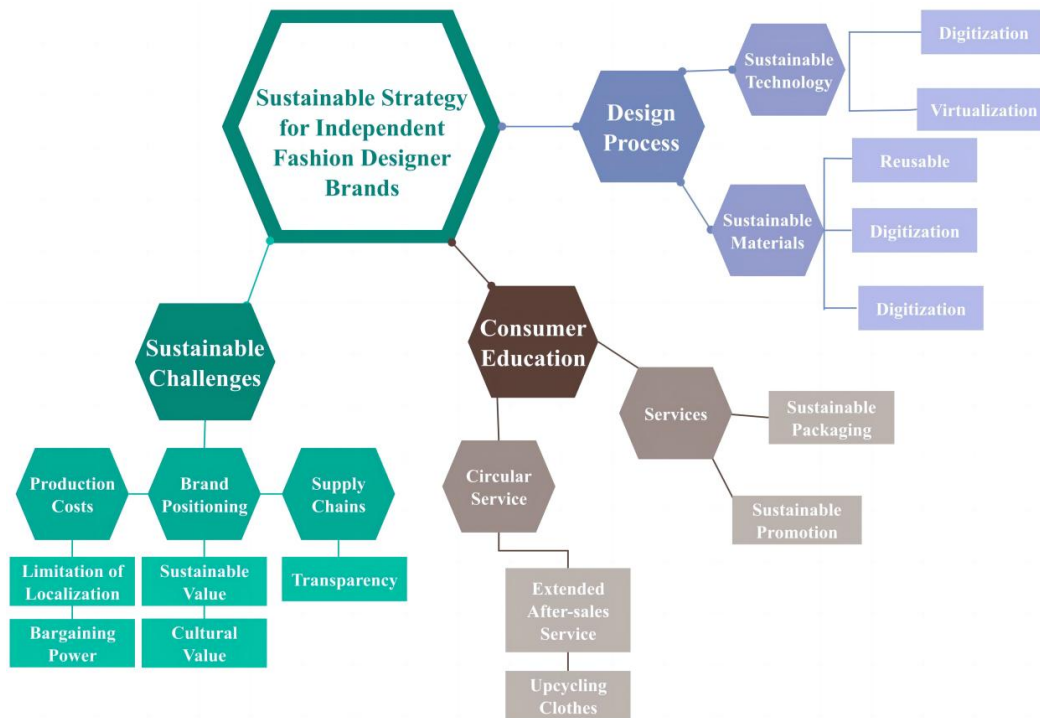 Sustainable Strategy
for Independent
Fashion Designer
Brands
Design
Process
Sustainable
Technology
Digitization
Virtualization
Sustainable
Materials
Reusable
Digitization
Digitization
Consumer
Education
Services
Sustainable
Packaging
Sustainable
Promotion
Circular
Service
Extended
After-sales
Service
Upcycling
Clothes
Sustainable
Challenges
Production
Costs
Limitation of
Localization
Bargaining
Power
Brand
Positioning
Sustainable
Value
Cultural
Value
Supply
Chains
Transparency